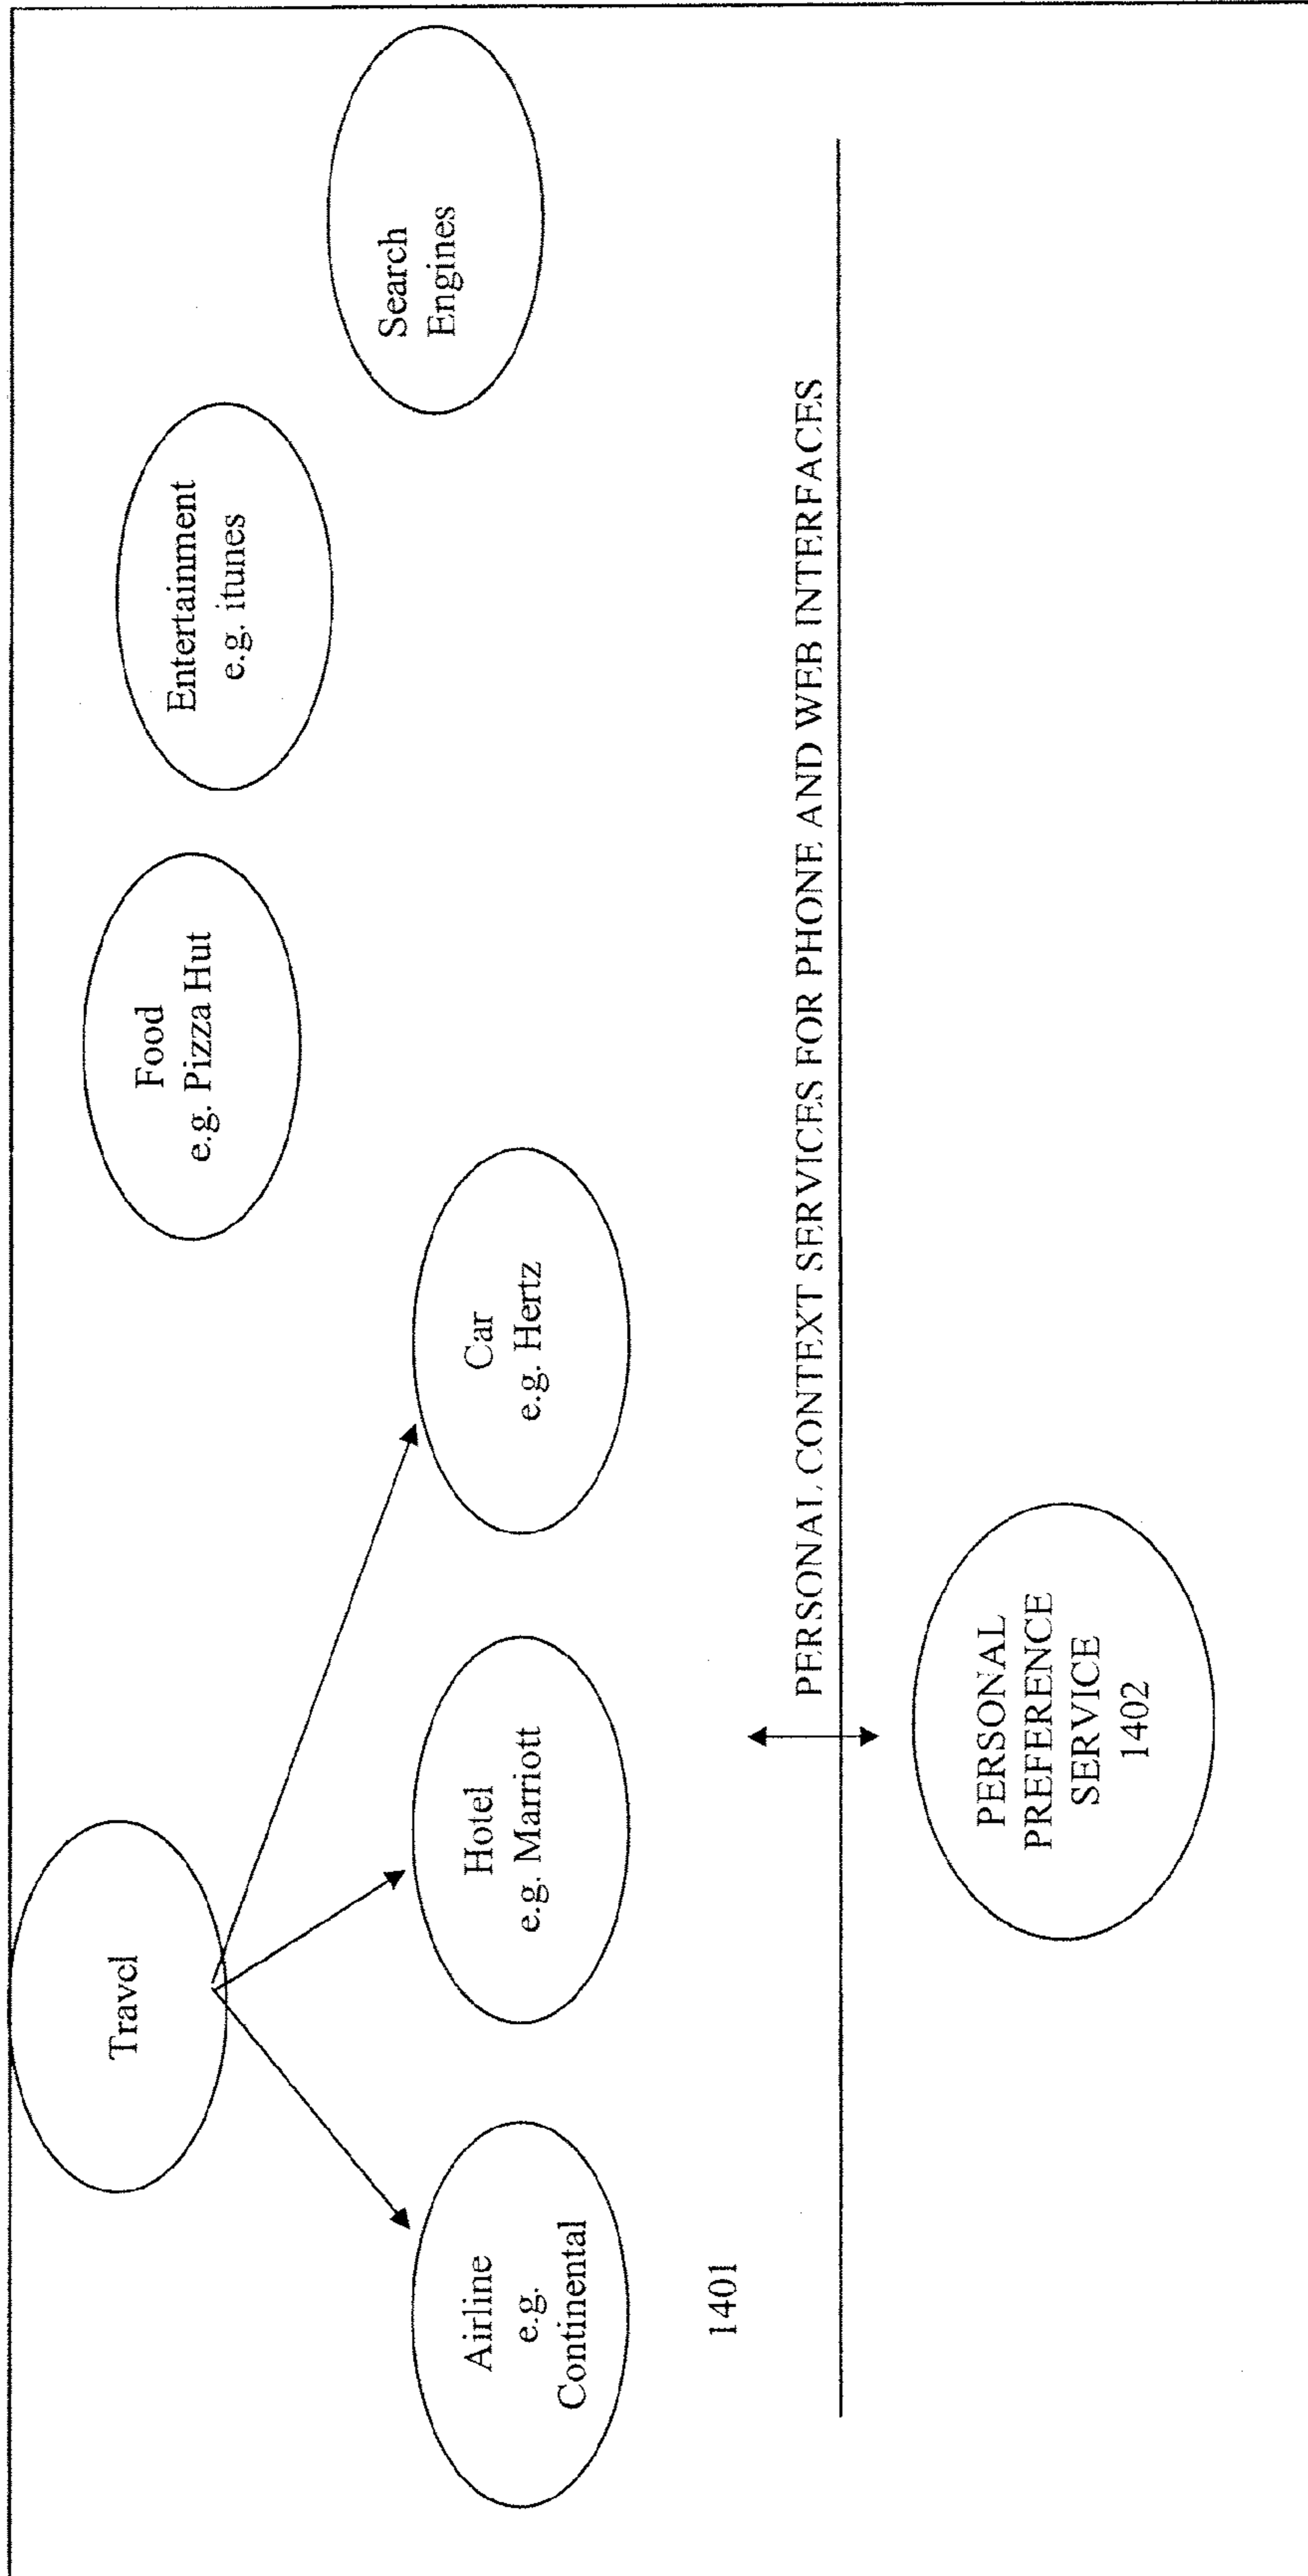 Travel
Food
e.g. Pizza Hut
Entertainment
e.g. itunes
Search
Engines
Airline
e.g.
Continental
Hotel
e.g. Marriott
Car
e.g. Hertz
1401
PERSONAL CONTEXT SERVICES FOR PHONE AND WEB INTERFACES
PERSONAL
PREFERENCE
SERVICE
1402